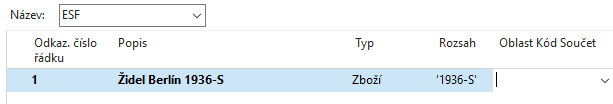 Název: ESF
Odkaz. číslo řádku Popis Typ Rozsah Oblast Kód Součet
1 Židel Berlín 1936-S Zboží '1936-S'